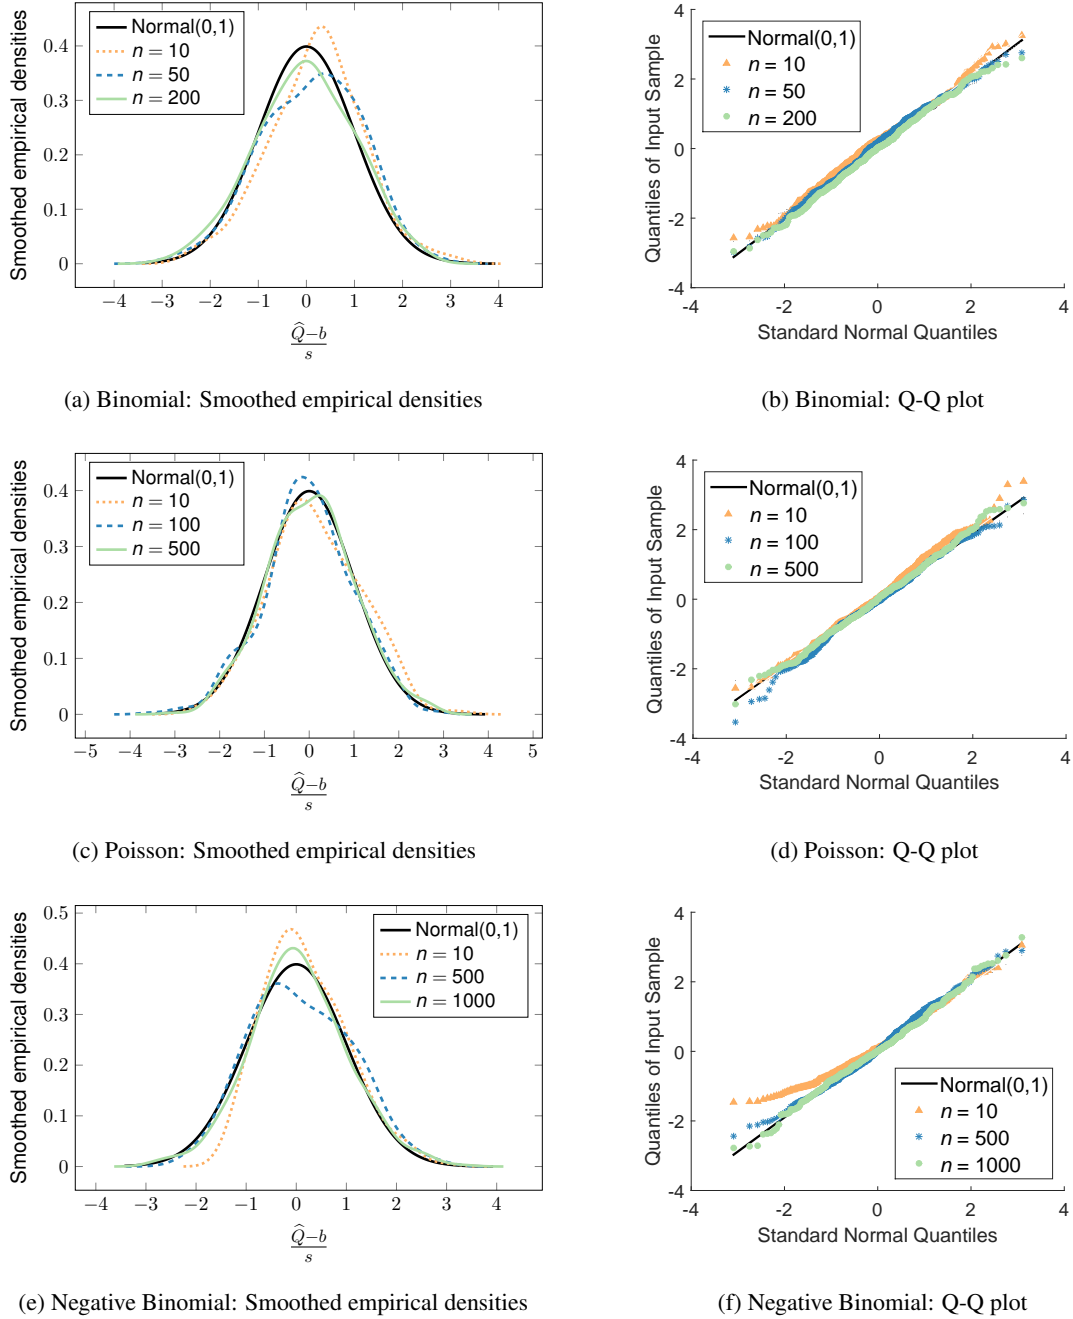 Smoothed empirical densities
Normal(0,1)
n = 10
n = 50
n = 200
0.4
0.3
0.2
0.1
0
−4 −3 −2 −1 0 1 2 3 4
Q̂−b
s
(a) Binomial: Smoothed empirical densities
Quantiles of Input Sample
Normal(0,1)
n = 10
n = 50
n = 200
4
2
0
-2
-4
-4 -2 0 2 4
Standard Normal Quantiles
(b) Binomial: Q-Q plot
Smoothed empirical densities
Normal(0,1)
n = 10
n = 100
n = 500
0.4
0.3
0.2
0.1
0
−5 −4 −3 −2 −1 0 1 2 3 4 5
Q̂−b
s
(c) Poisson: Smoothed empirical densities
Quantiles of Input Sample
Normal(0,1)
n = 10
n = 100
n = 500
4
2
0
-2
-4
-4 -2 0 2 4
Standard Normal Quantiles
(d) Poisson: Q-Q plot
Smoothed empirical densities
Normal(0,1)
n = 10
n = 500
n = 1000
0.5
0.4
0.3
0.2
0.1
0
−4 −3 −2 −1 0 1 2 3 4
Q̂−b
s
(e) Negative Binomial: Smoothed empirical densities
Quantiles of Input Sample
Normal(0,1)
n = 10
n = 500
n = 1000
4
2
0
-2
-4
-4 -2 0 2 4
Standard Normal Quantiles
(f) Negative Binomial: Q-Q plot